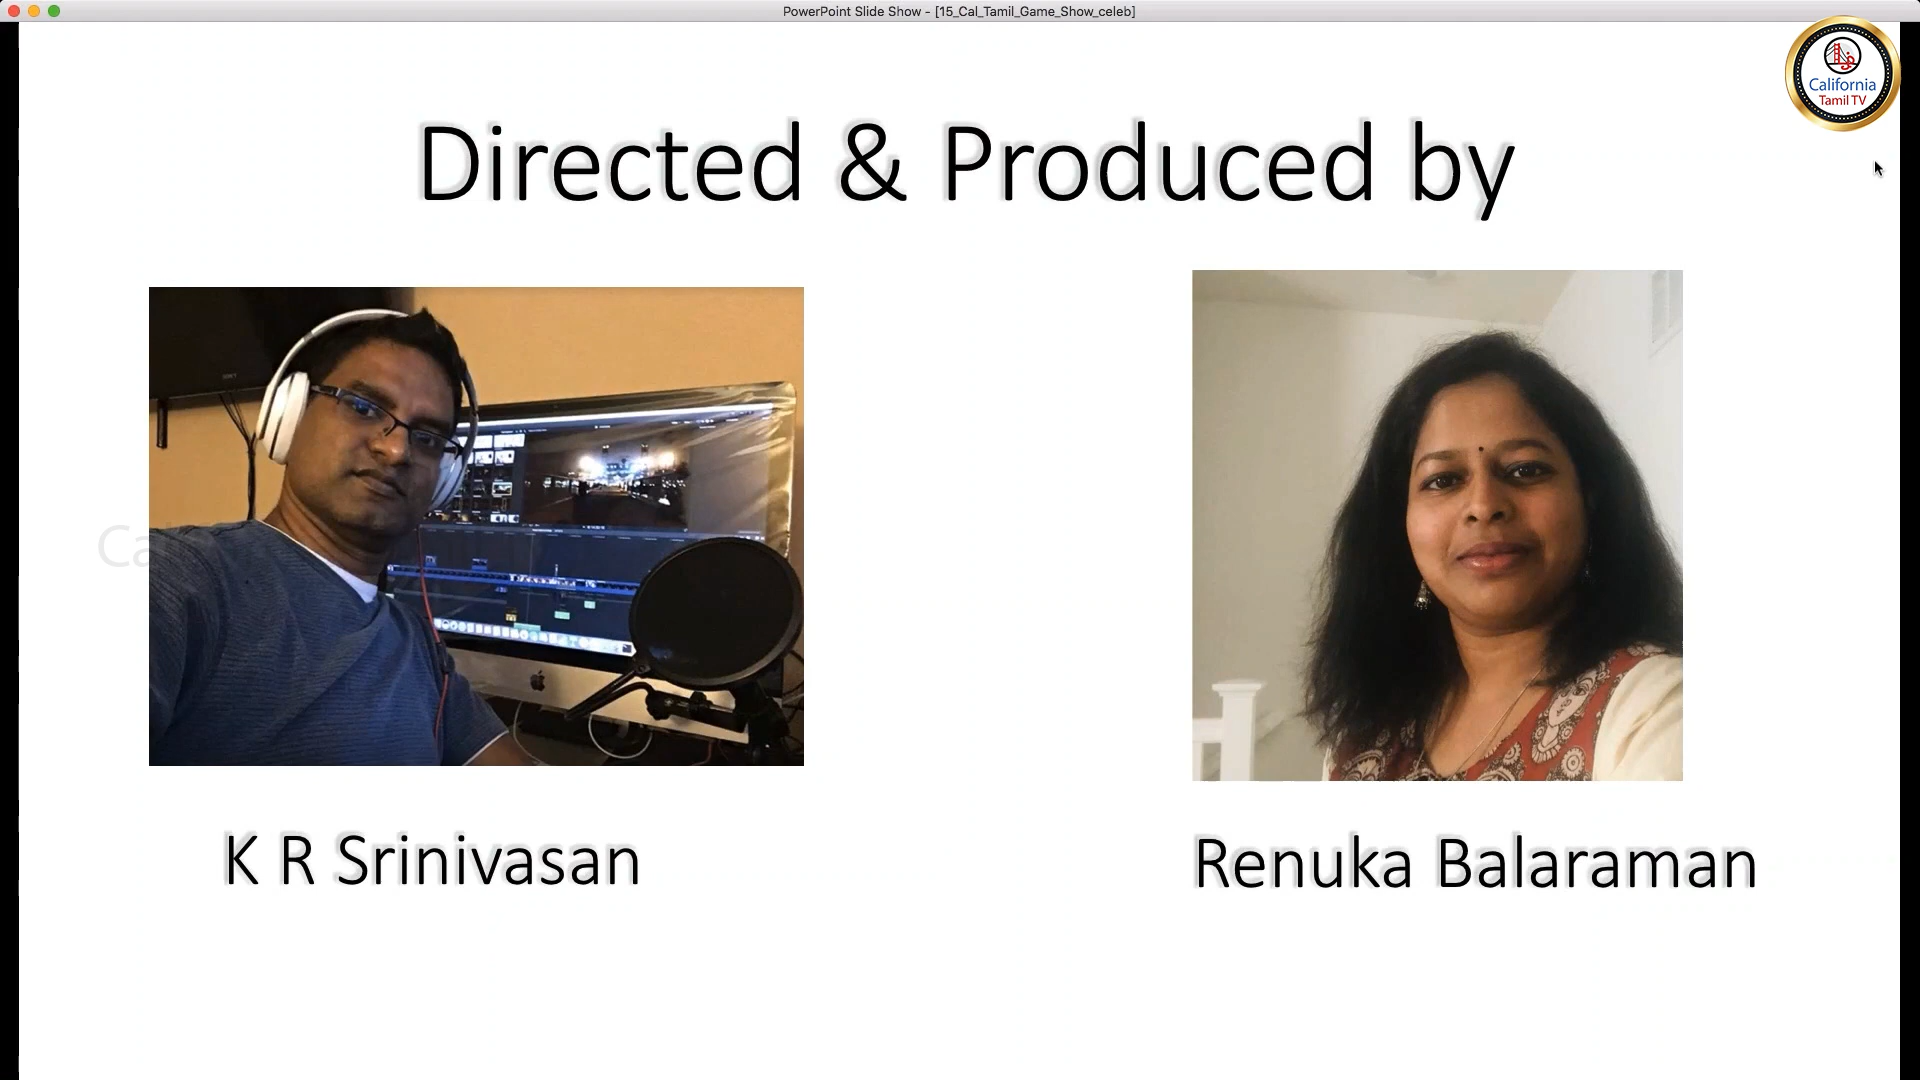 PowerPoint Slide Show - [15_Cal_Tamil_Game_Show_celeb]
California
Tamil TV
Directed & Produced by
K R Srinivasan
Renuka Balaraman